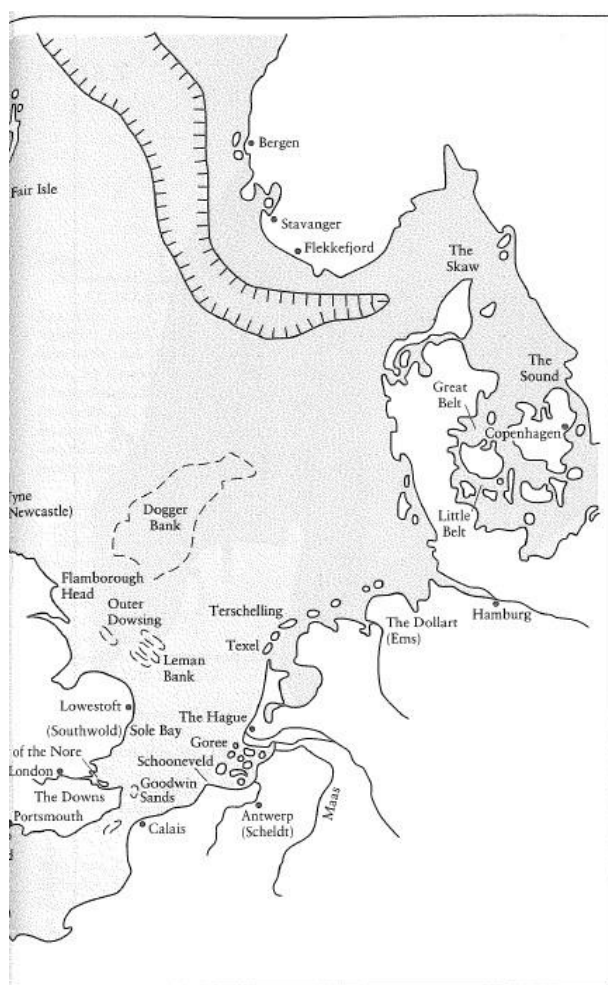 Bergen
Fair Isle
Stavanger
Flekkefjord
The
Skaw
The
Sound
Great
Belt
Copenhagen
Dogger
Bank
Little
Belt
yne
Newcastle)
Flamborough
Head
Outer
Dowsing
Terschelling
The Dollart
(Ems)
Hamburg
Texel
Leman
Bank
Lowestoft
The Hague
(Southwold) Sole Bay
Goree
of the Nore
Schooneveld
London
Goodwin
Sands
The Downs
Portsmouth
Calais
Antwerp
(Scheldt)
Maas